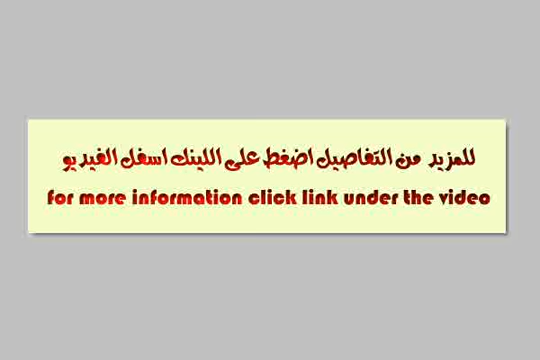 للمزيد من التفاصيل اضغط على اللينك اسفل الفيديو
for more information click link under the video